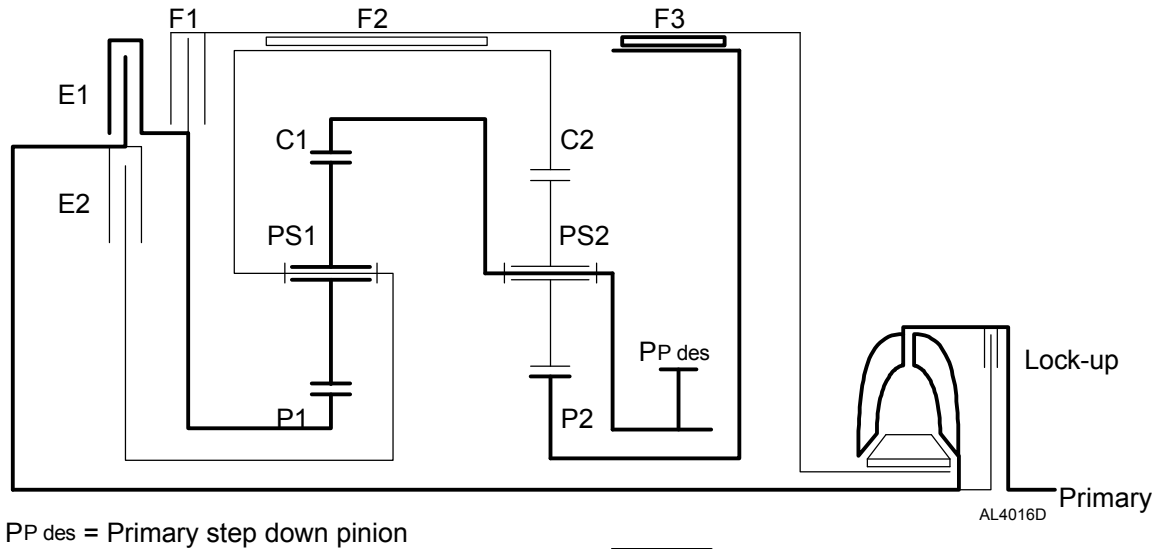 F1
F2
F3
E1
C1
C2
E2
PS1
PS2
PP des
Lock-up
P1
P2
Primary
AL4016D
PP des = Primary step down pinion